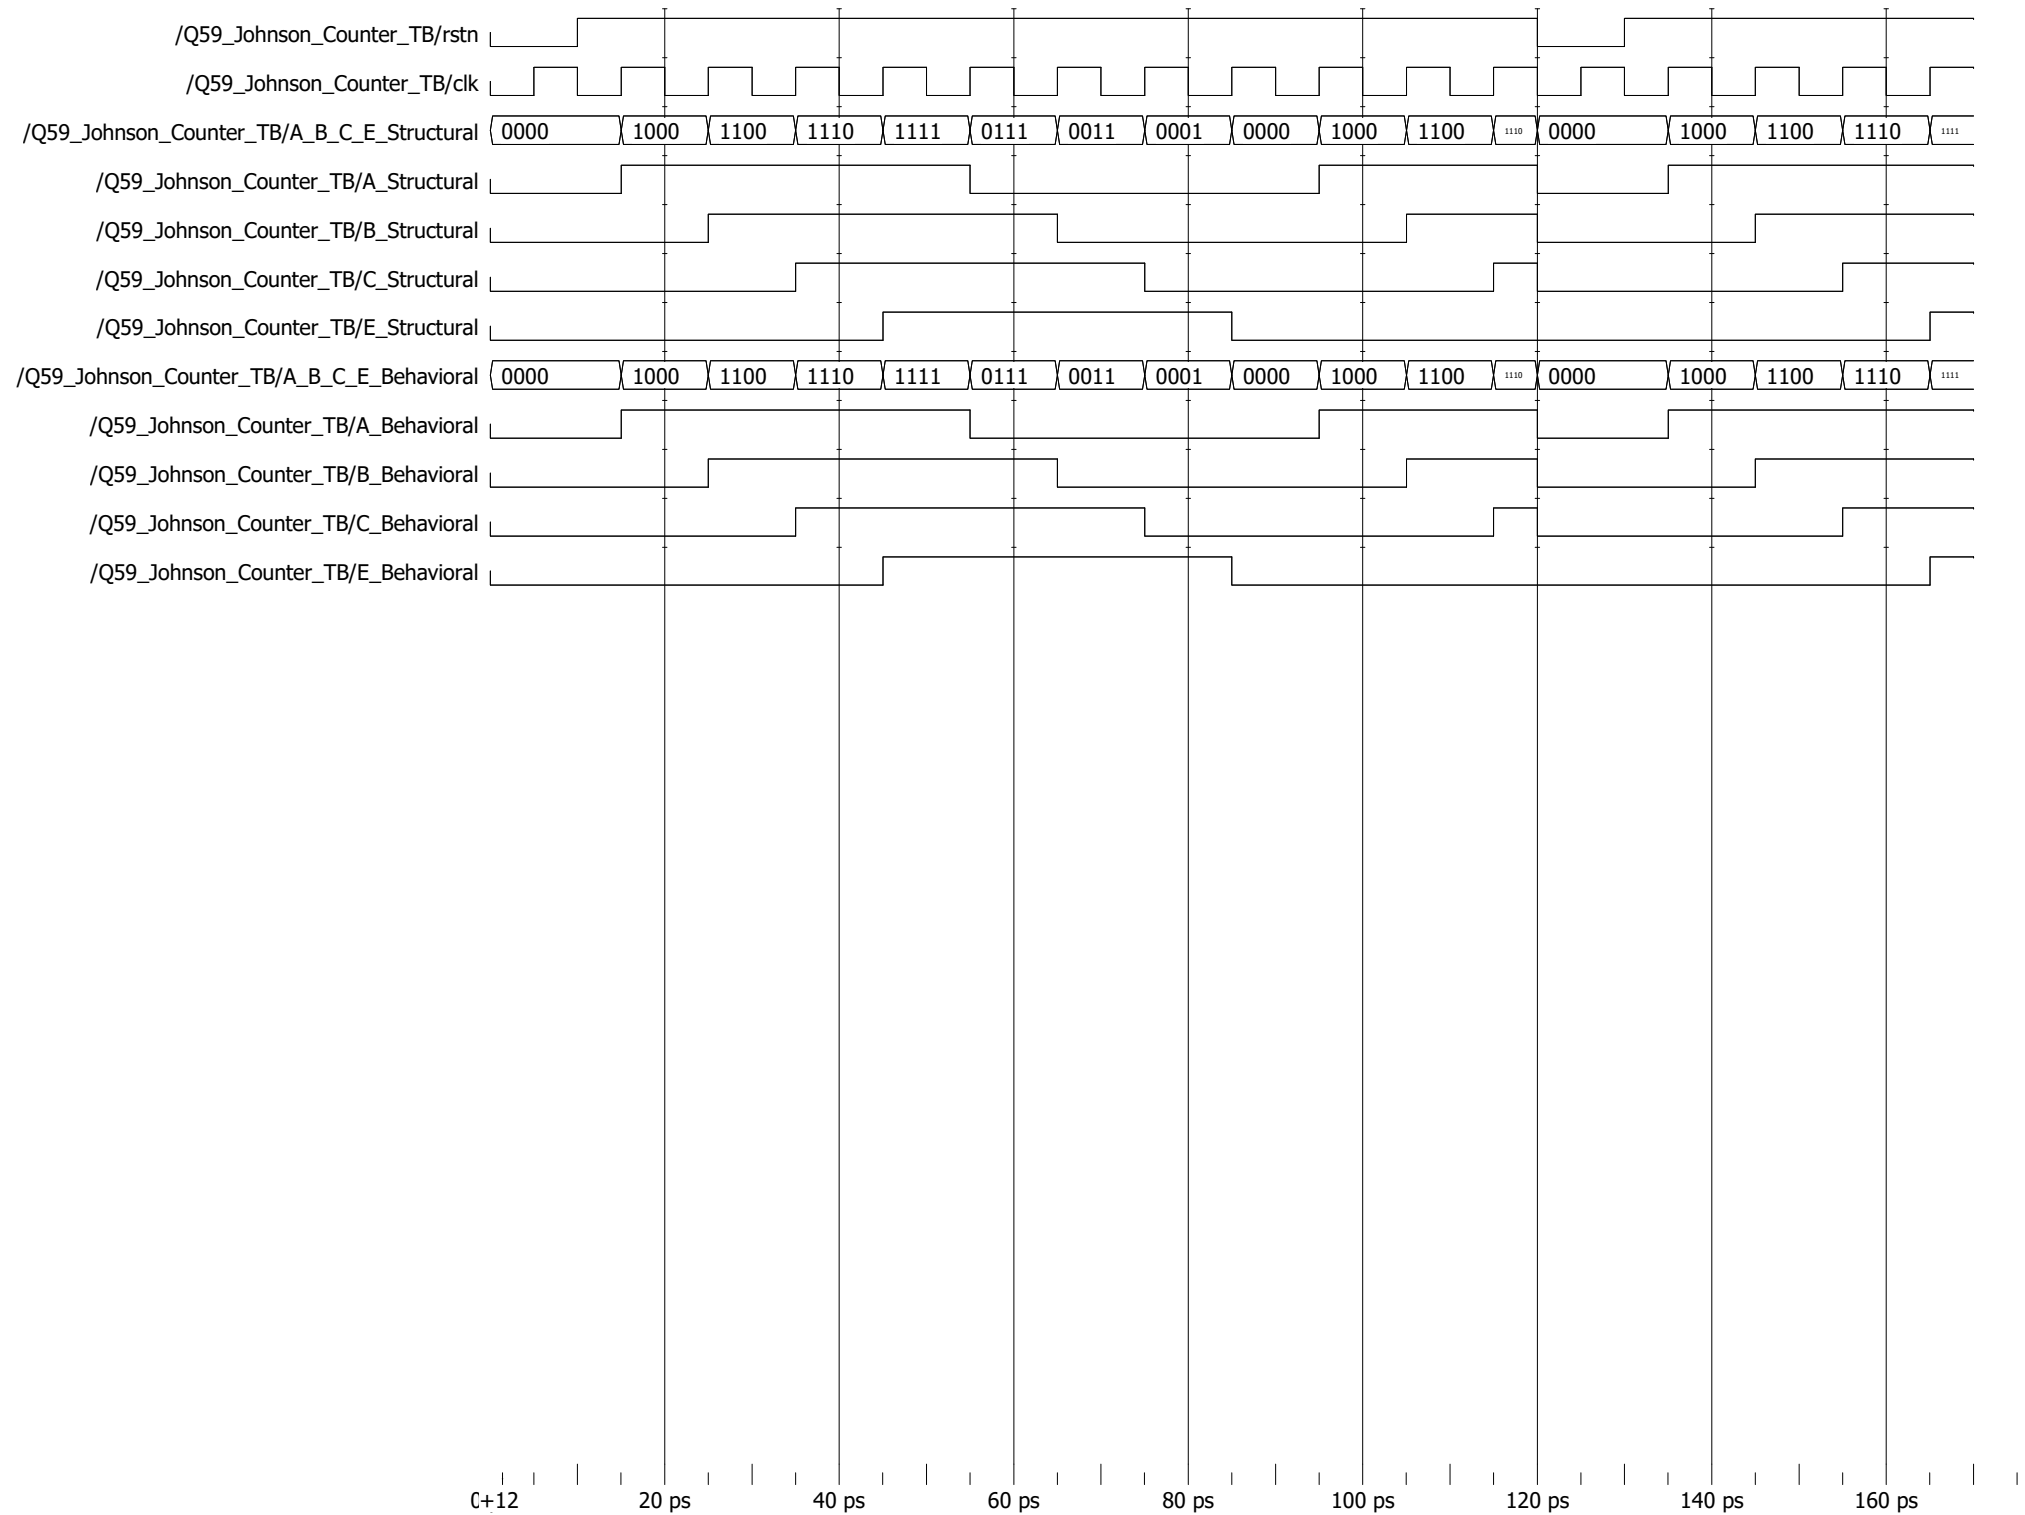 /Q59_Johnson_Counter_TB/rstn
/Q59_Johnson_Counter_TB/clk
/Q59_Johnson_Counter_TB/A_B_C_E_Structural 0000 1000 1100 1110 1111 0111 0011 0001 0000 1000 1100 1110 0000 1000 1100 1110 1111
/Q59_Johnson_Counter_TB/A_Structural
/Q59_Johnson_Counter_TB/B_Structural
/Q59_Johnson_Counter_TB/C_Structural
/Q59_Johnson_Counter_TB/E_Structural
/Q59_Johnson_Counter_TB/A_B_C_E_Behavioral 0000 1000 1100 1110 1111 0111 0011 0001 0000 1000 1100 1110 0000 1000 1100 1110 1111
/Q59_Johnson_Counter_TB/A_Behavioral
/Q59_Johnson_Counter_TB/B_Behavioral
/Q59_Johnson_Counter_TB/C_Behavioral
/Q59_Johnson_Counter_TB/E_Behavioral
0+12 20 ps 40 ps 60 ps 80 ps 100 ps 120 ps 140 ps 160 ps